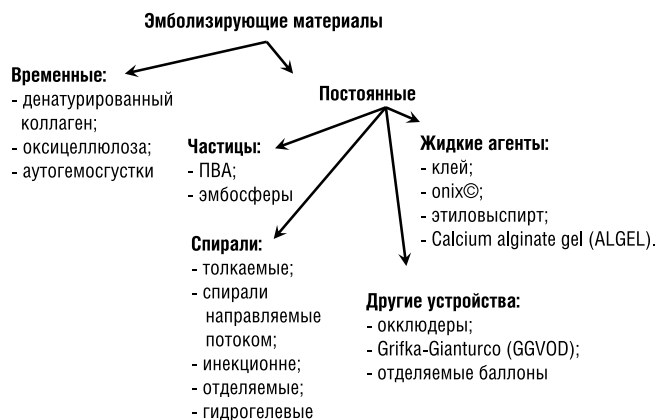 Эмболизирующие материалы
Временные:
- денатурированный
коллаген;
- оксицеллюлоза;
- аутогемосгустки
Постоянные
Частицы:
- ПВА;
- эмбосферы
Жидкие агенты:
- клей;
- onix©;
- этиловыспирт;
- Calcium alginate gel (ALGEL).
Спирали:
- толкаемые;
- спирали
направляемые
потоком;
- инекционне;
- отделяемые;
- гидрогелевые
Другие устройства:
- окклюдеры;
- Grifka-Gianturco (GGVOD);
- отделяемые баллоны